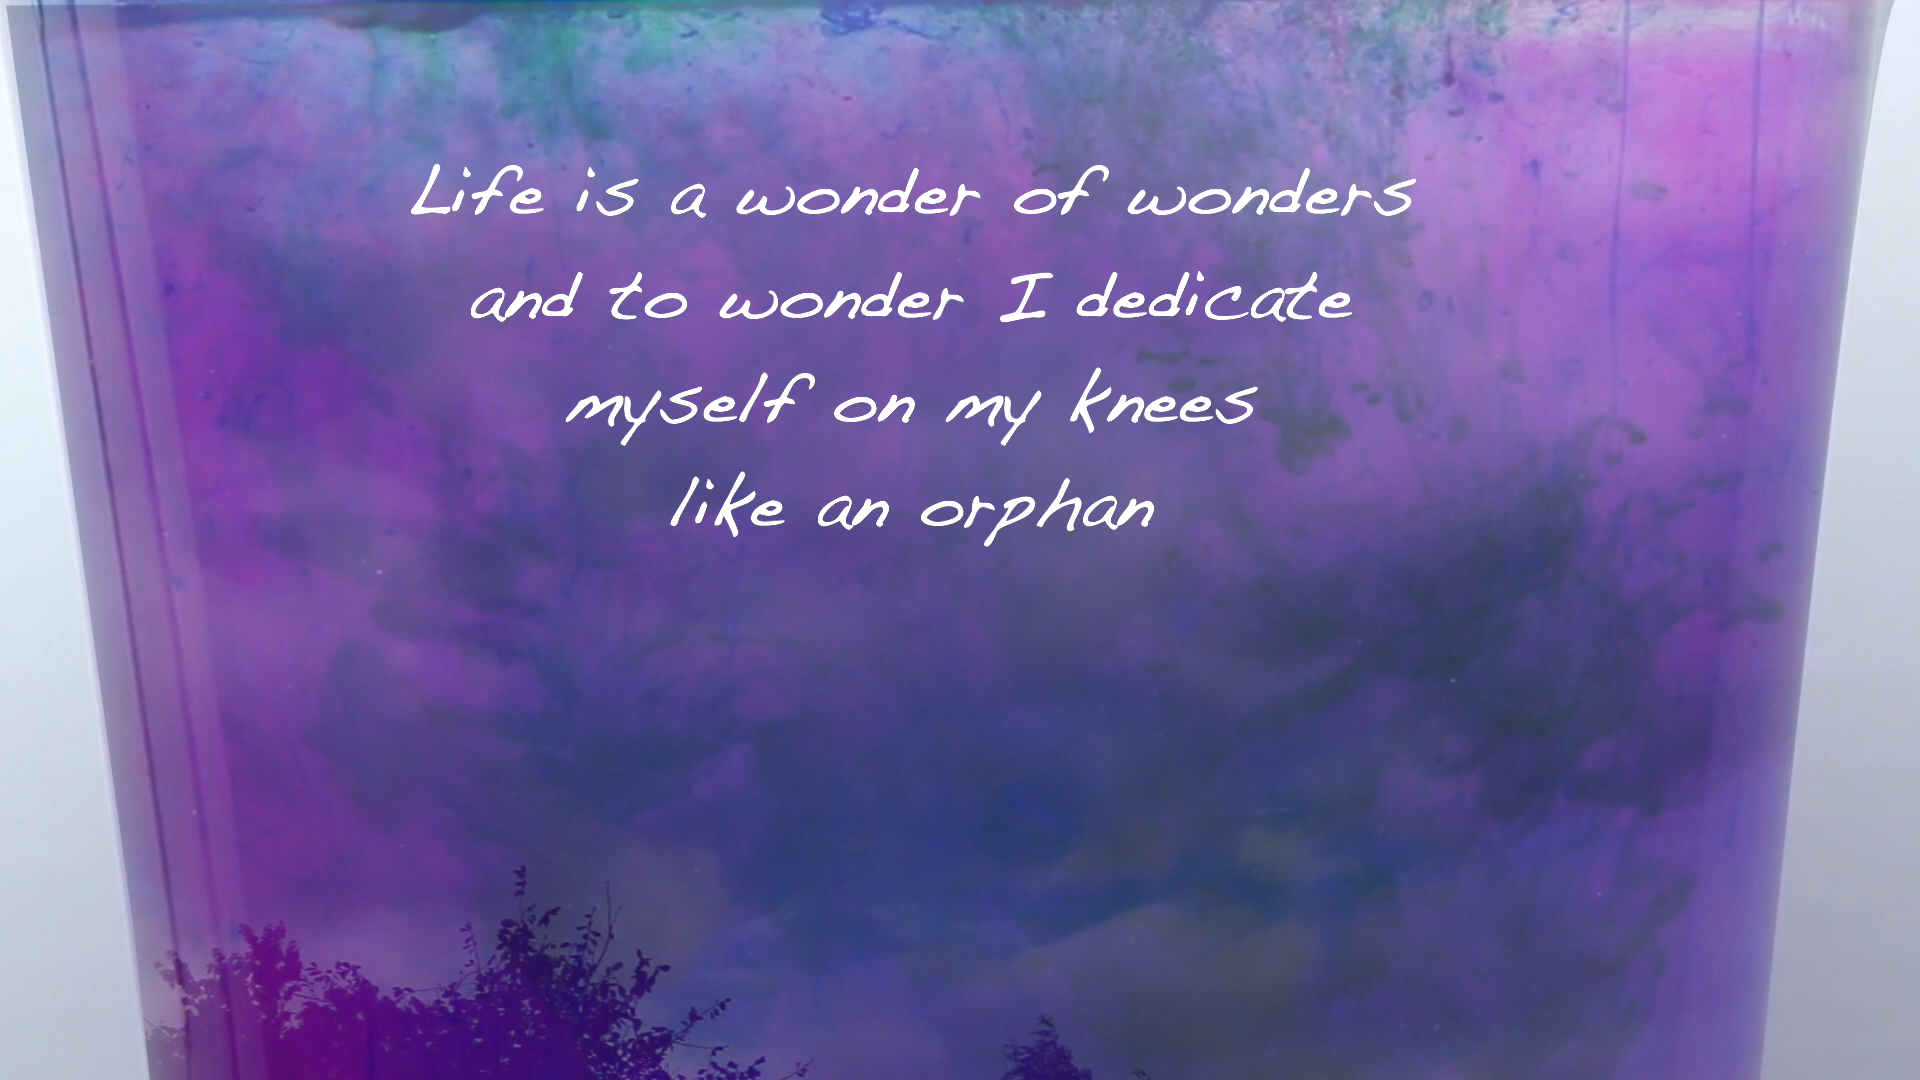 Life is a wonder of wonders
and to wonder I dedicate
myself on my knees
like an orphan